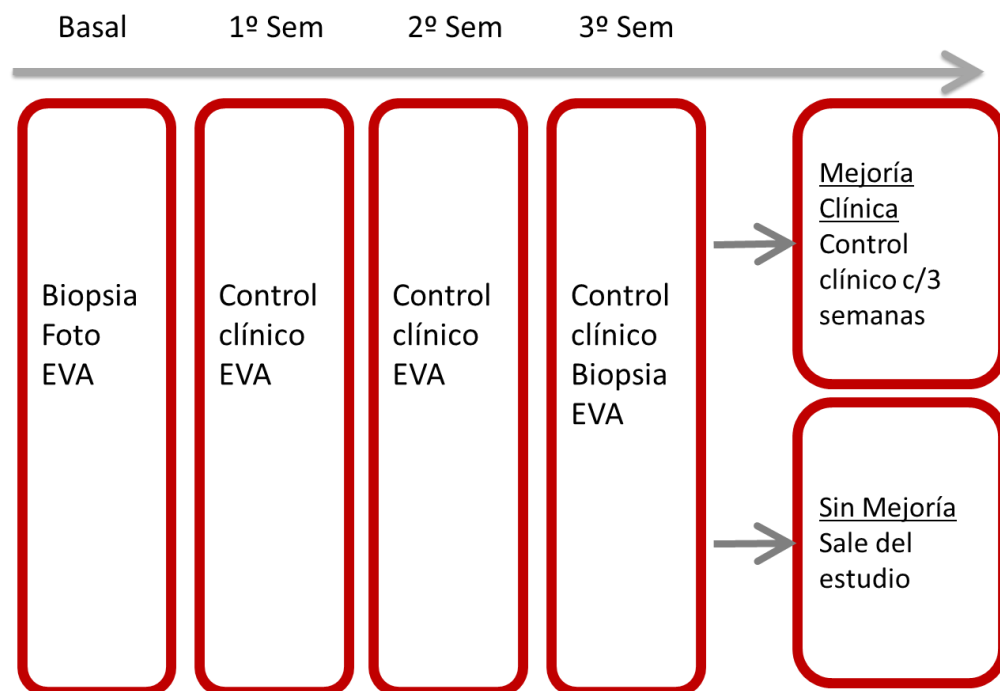 Basal
1º Sem
2º Sem
3º Sem
Biopsia
Foto
EVA
Control
clínico
EVA
Control
clínico
EVA
Control
clínico
Biopsia
EVA
Mejoría
Clínica
Control
clínico c/3
semanas
Sin Mejoría
Sale del
estudio